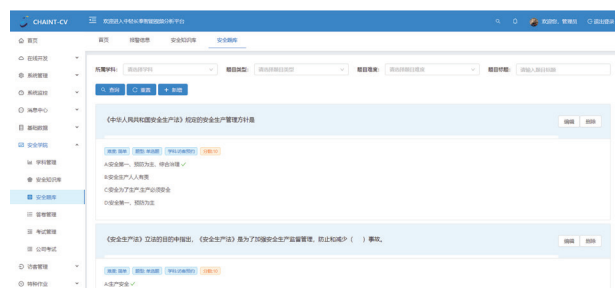 CHAINT-CV
欢迎进入中轻长泰智能视频分析平台
欢迎您，管理员
退出登录
首页
首页 预警信息 安全知识库 安全题库
在线开发
系统管理
系统监控
消息中心
基础数据
安全学院
学科管理
安全知识库
安全题库
答卷管理
考试管理
公司考试
访客管理
特种作业
所属学科： 请选择学科 题目类型： 请选择题目类型 题目难度： 请选择题目难度 题目标题： 请输入题目标题
查询 重置 + 新增
《中华人民共和国安全生产法》规定的安全生产管理方针是
编辑 删除
A:安全第一、预防为主、综合治理 ✓
B:安全生产人人有责
C:安全为了生产,生产必须安全
D:安全第一、预防为主
《安全生产法》立法的目的中指出，《安全生产法》是为了加强安全生产监督管理，防止和减少（ ）事故。
编辑 删除
A:生产安全 ✓